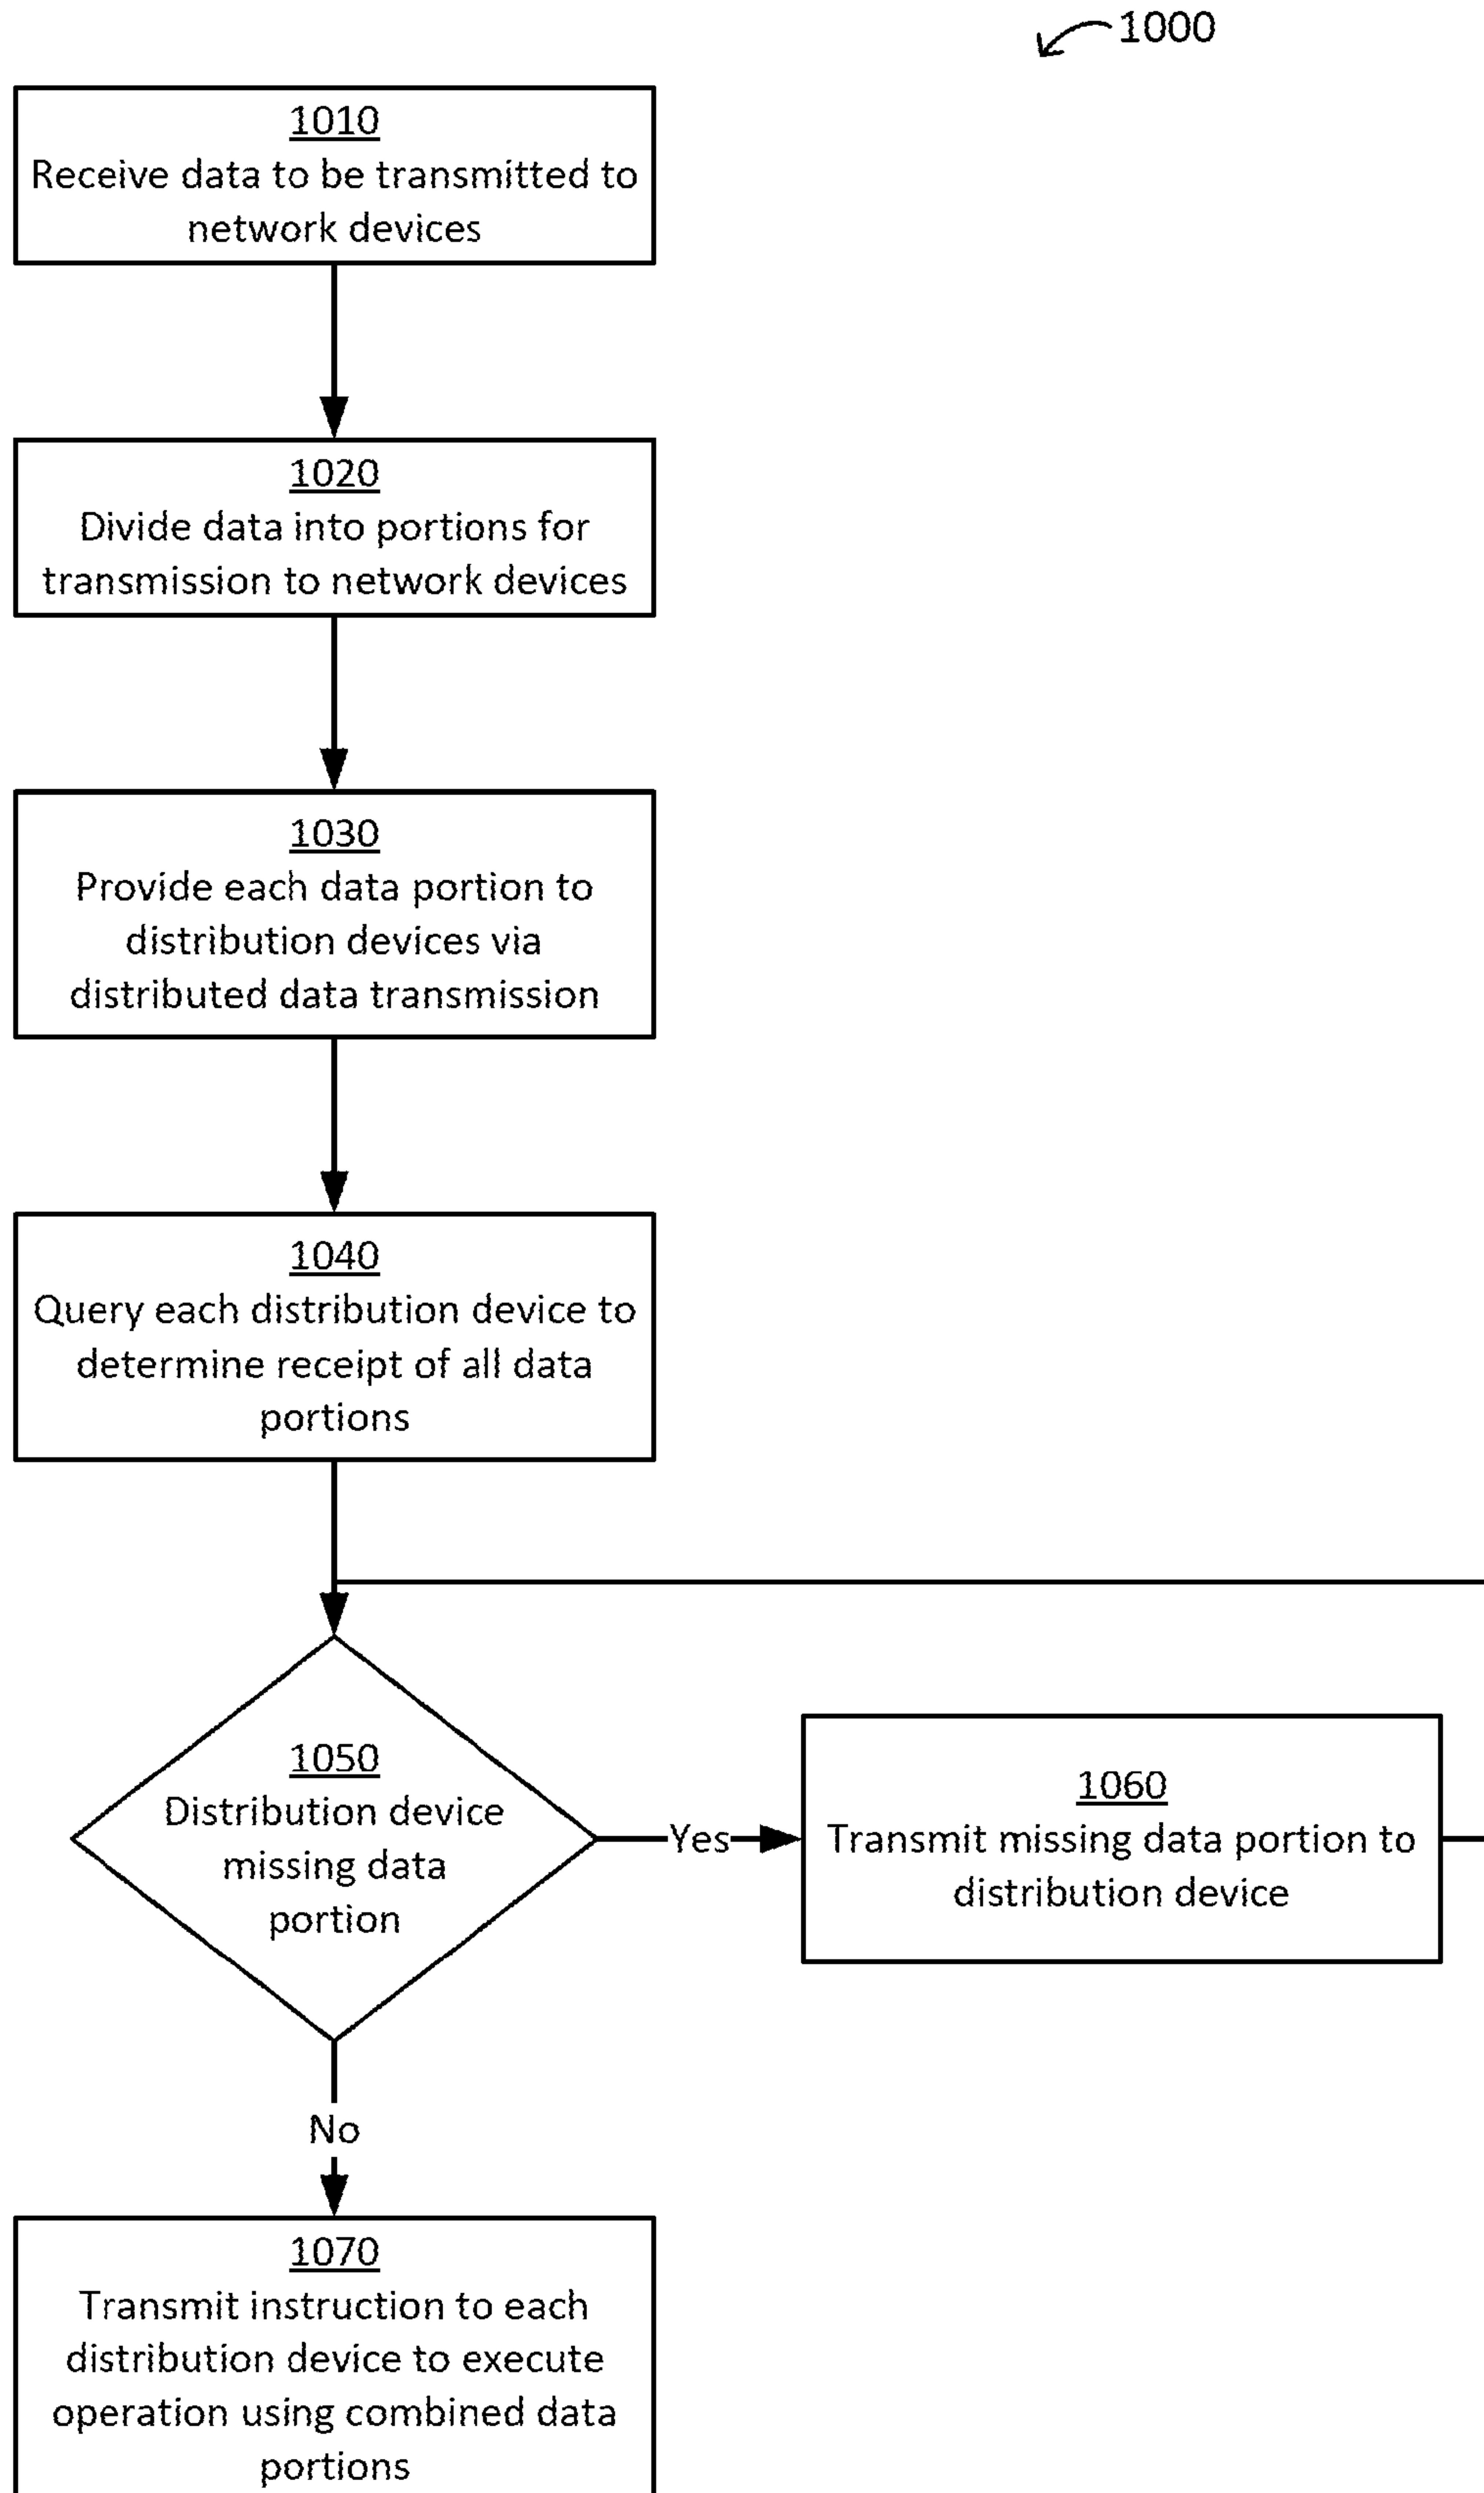 1000
1010
Receive data to be transmitted to
network devices
1020
Divide data into portions for
transmission to network devices
1030
Provide each data portion to
distribution devices via
distributed data transmission
1040
Query each distribution device to
determine receipt of all data
portions
1050
Distribution device
missing data
portion
Yes
1060
Transmit missing data portion to
distribution device
No
1070
Transmit instruction to each
distribution device to execute
operation using combined data
portions